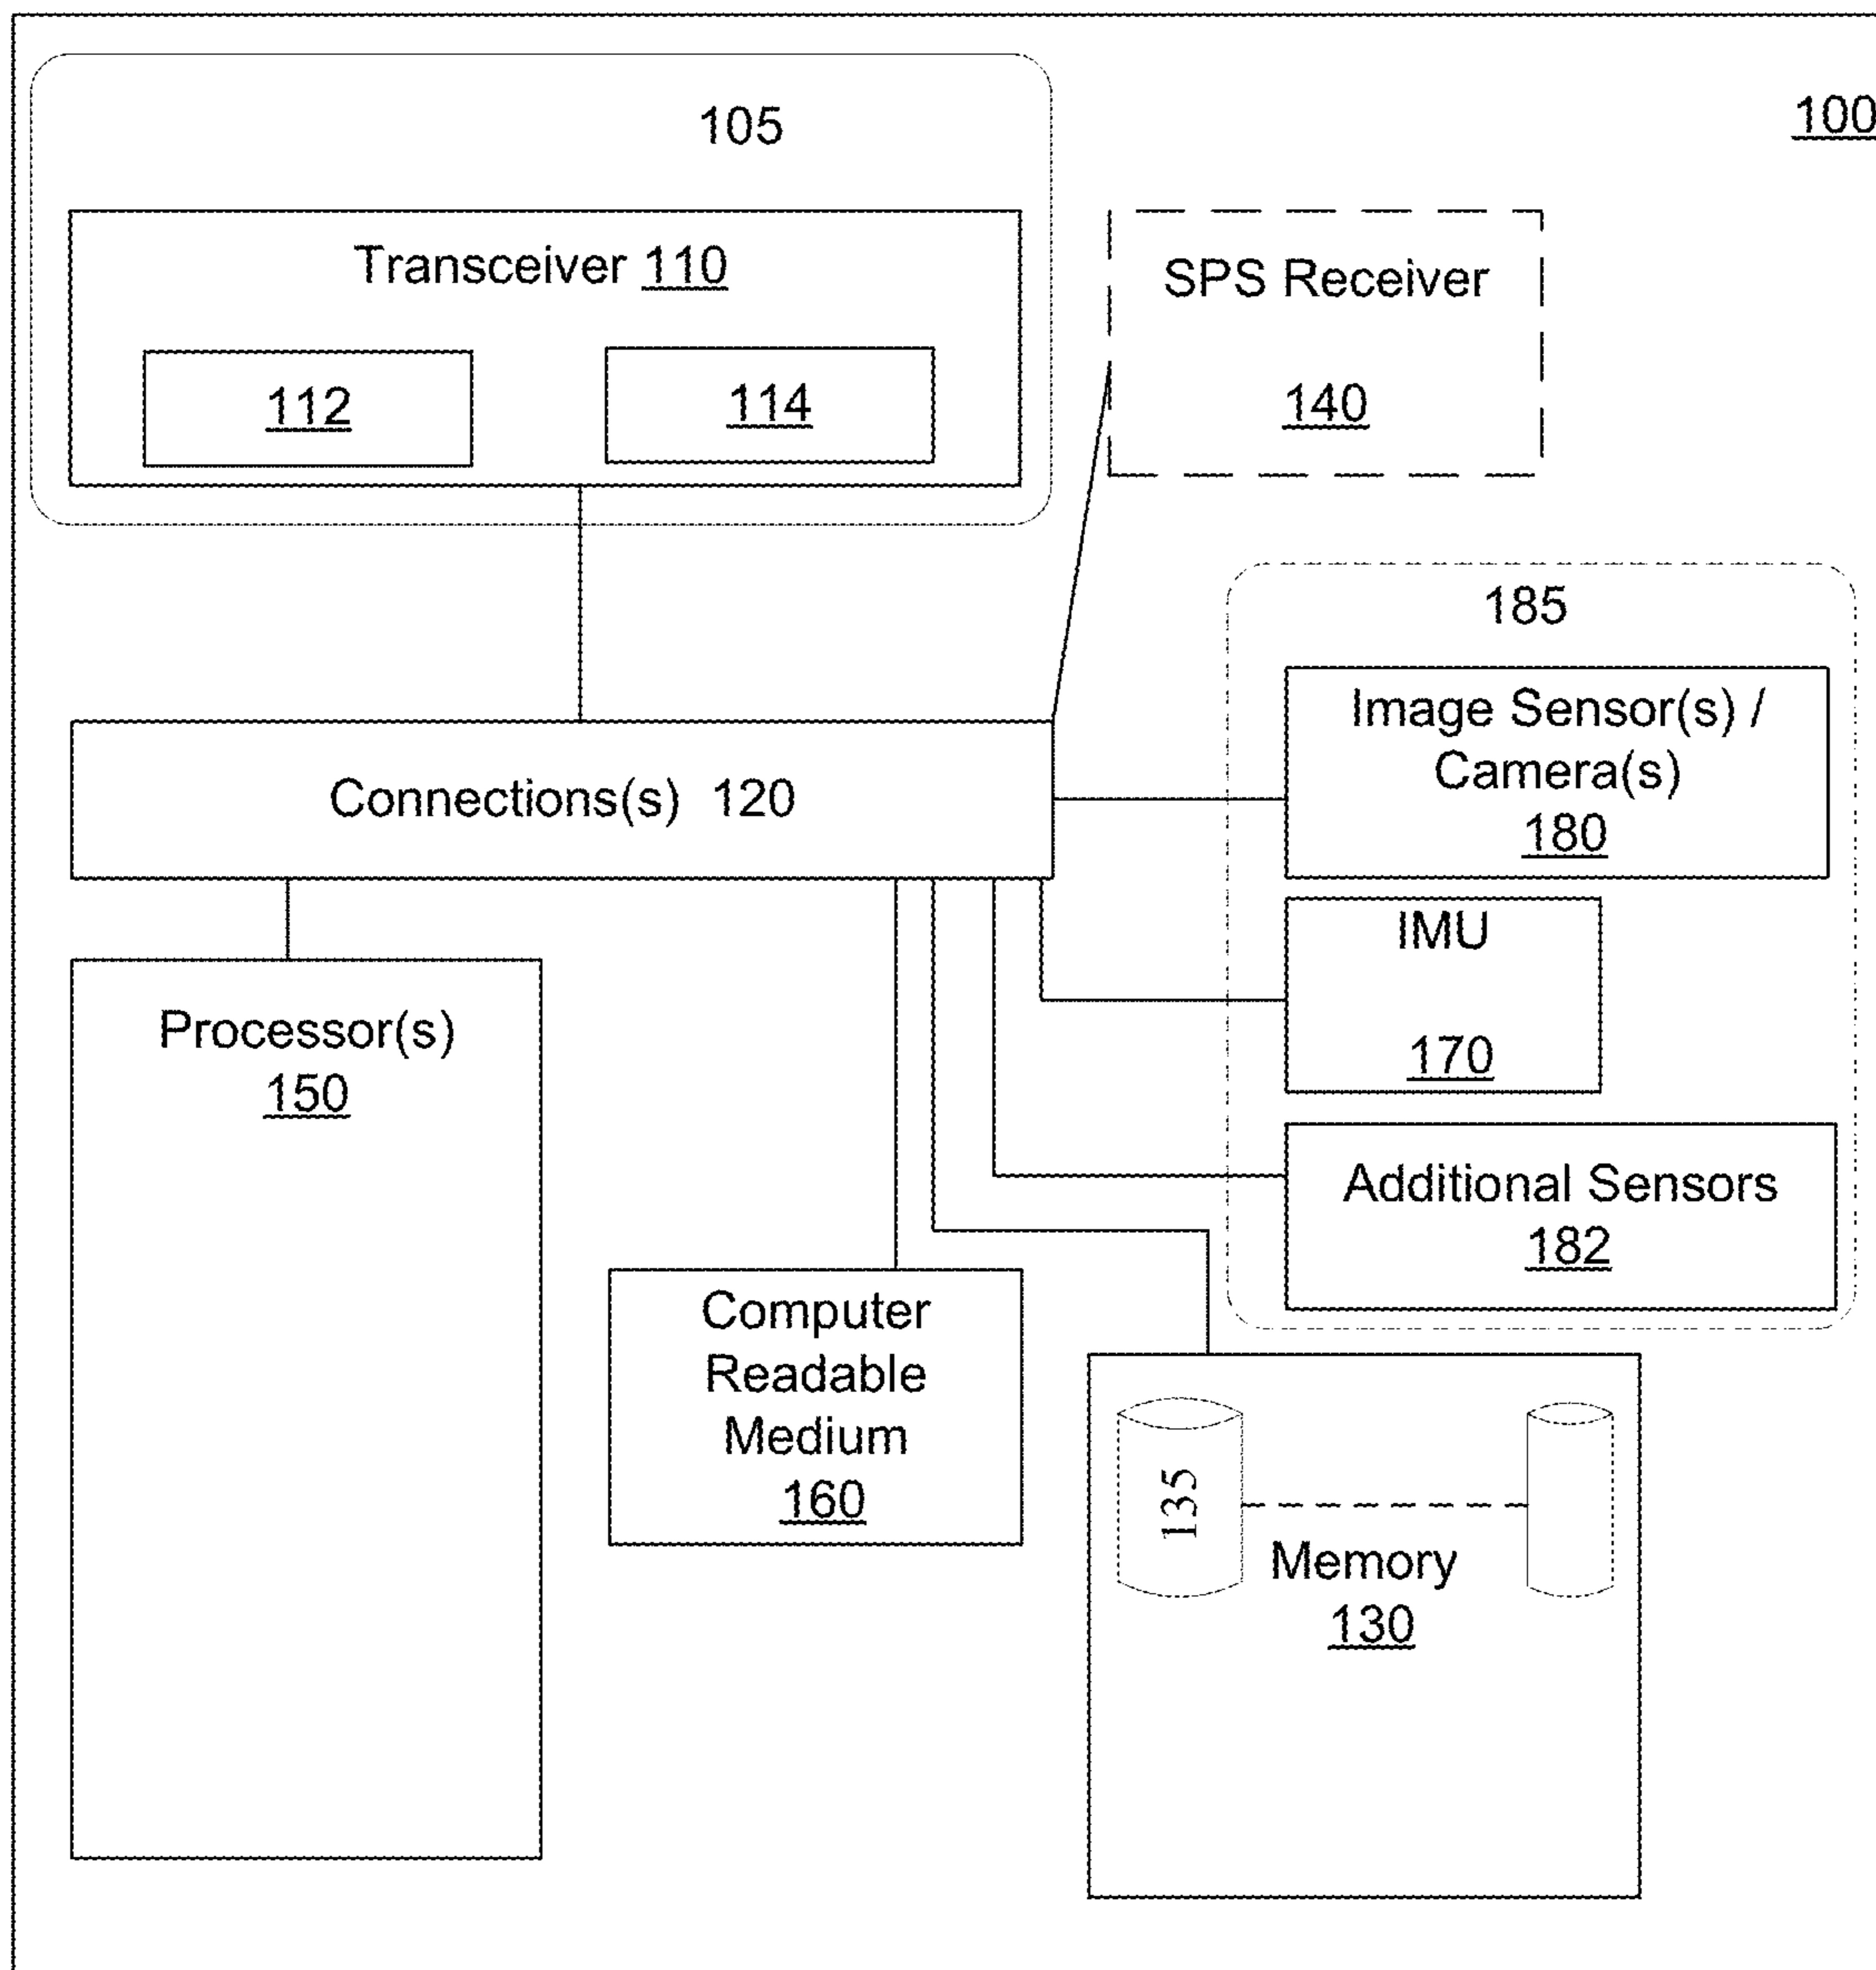 105
100
Transceiver 110
112
114
SPS Receiver
140
185
Image Sensor(s) /
Camera(s)
180
Connections(s) 120
IMU
170
Processor(s)
150
Additional Sensors
182
Computer
Readable
Medium
160
135
Memory
130